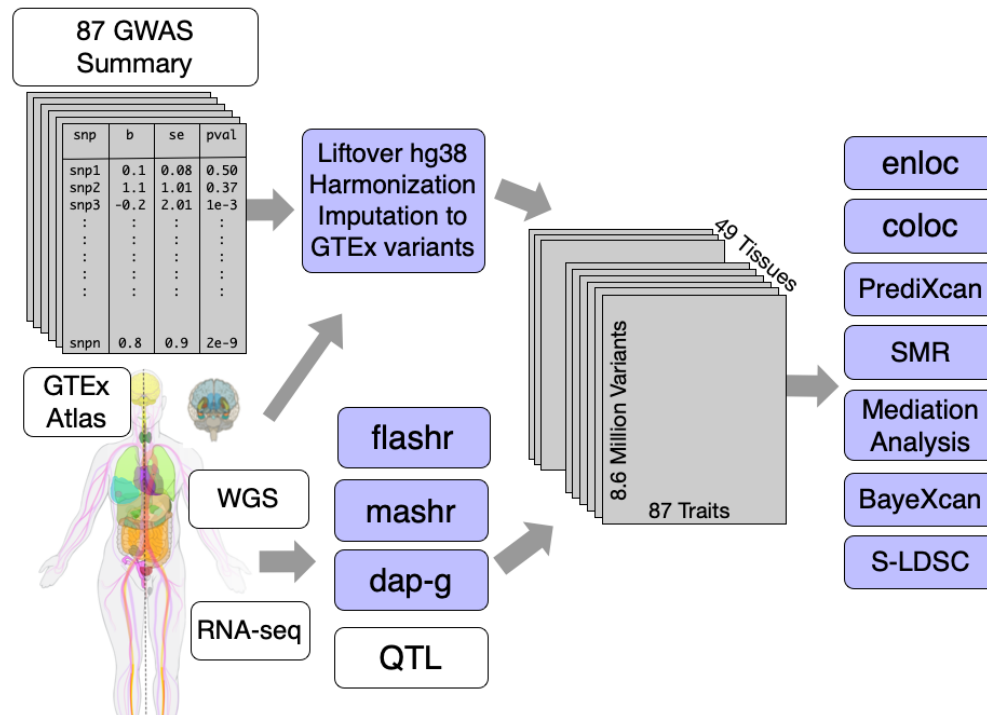 87 GWAS
Summary
snp b se pval
snp1 0.1 0.08 0.50
snp2 1.1 1.01 0.37
snp3 -0.2 2.01 1e-3
: : : :
: : : :
: : : :
: : : :
: : : :
snpn 0.8 0.9 2e-9
Liftover hg38
Harmonization
Imputation to
GTEx variants
GTEx
Atlas
WGS
RNA-seq
flashr
mashr
dap-g
QTL
49 Tissues
8.6 Million Variants
87 Traits
enloc
coloc
PrediXcan
SMR
Mediation
Analysis
BayeXcan
S-LDSC